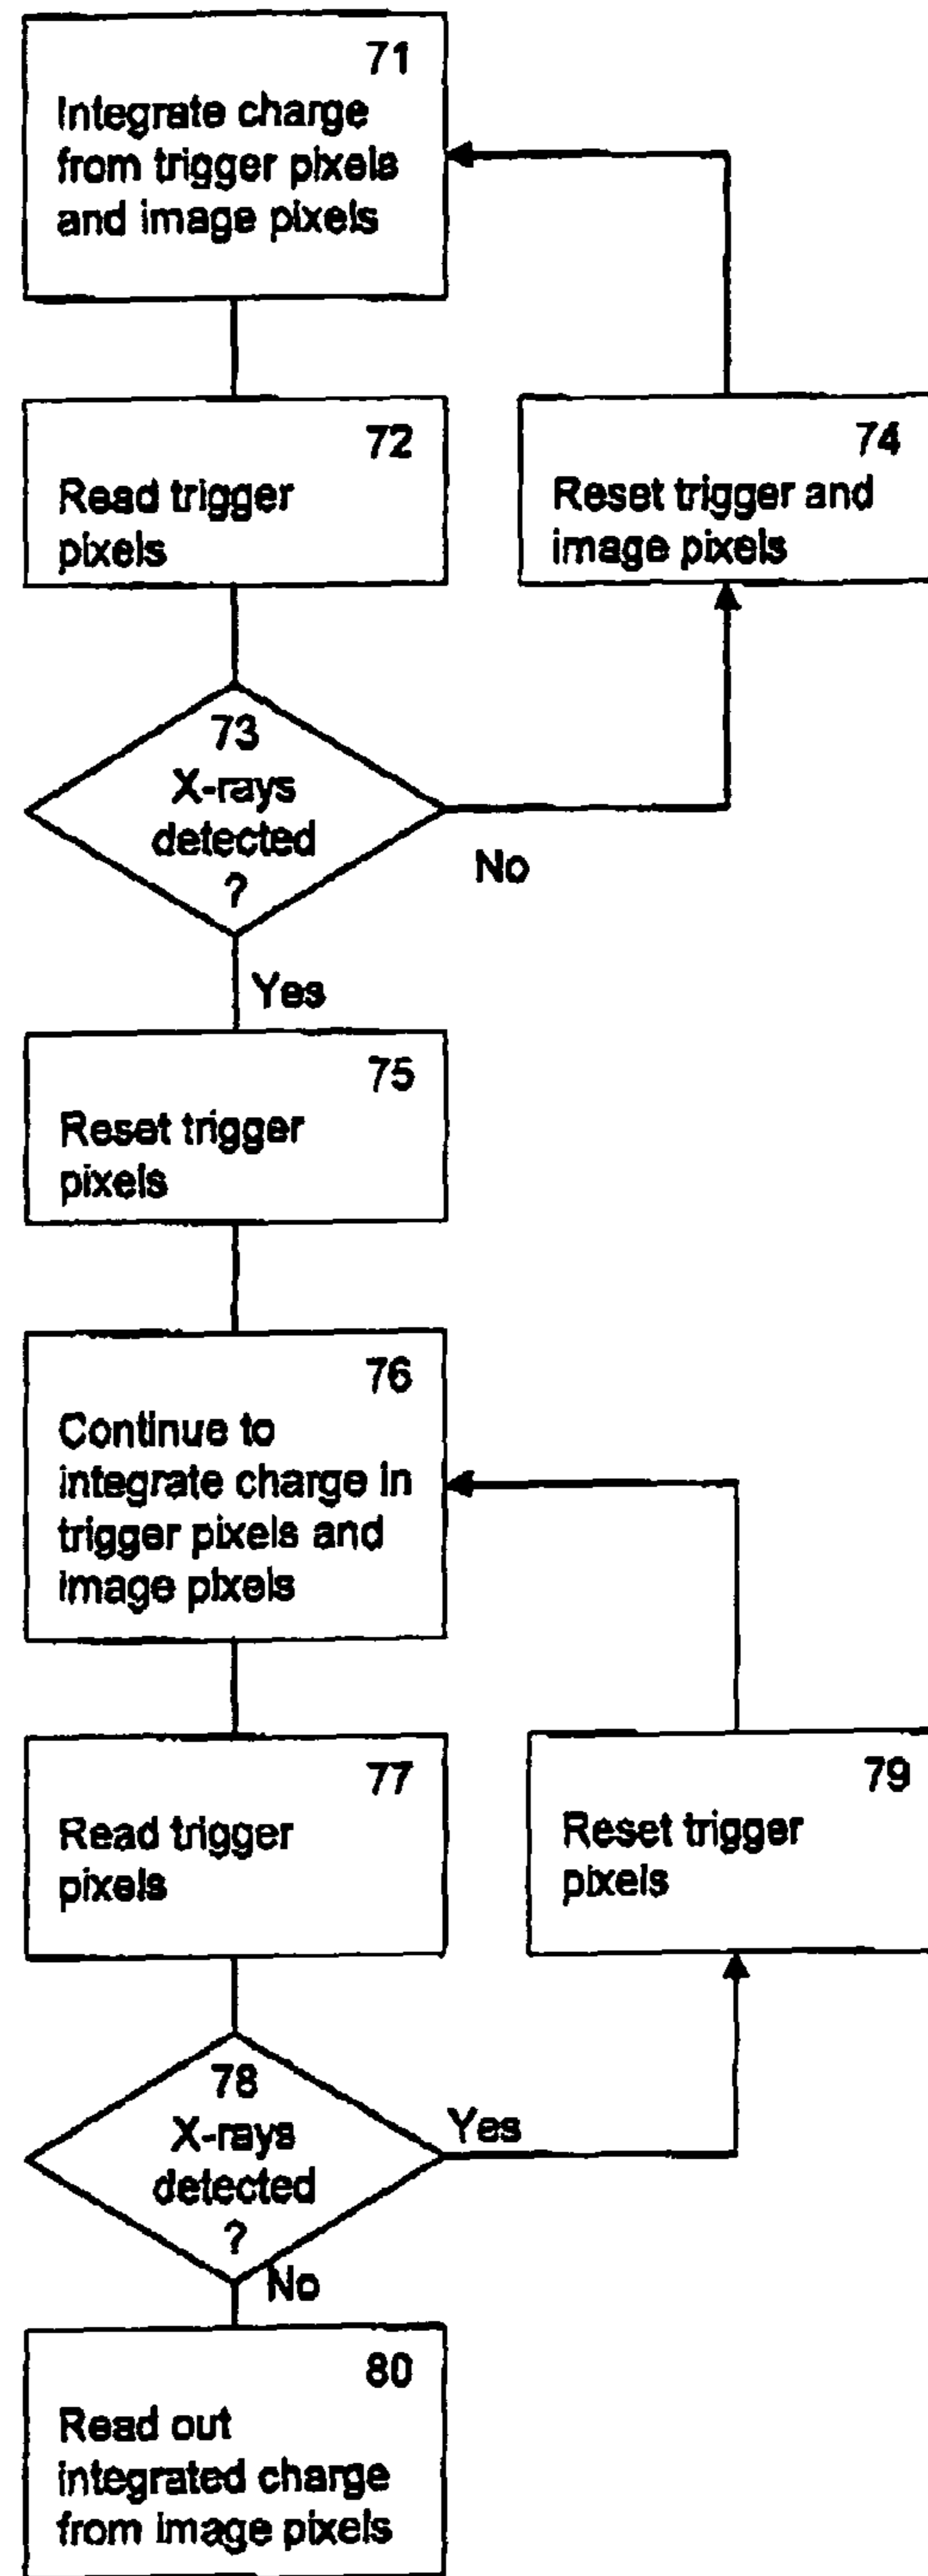 71
Integrate charge
from trigger pixels
and image pixels
72
Read trigger
pixels
74
Reset trigger and
image pixels
73
X-rays
detected
?
No
Yes
75
Reset trigger
pixels
76
Continue to
integrate charge in
trigger pixels and
image pixels
77
Read trigger
pixels
79
Reset trigger
pixels
78
X-rays
detected
?
Yes
No
80
Read out
integrated charge
from image pixels